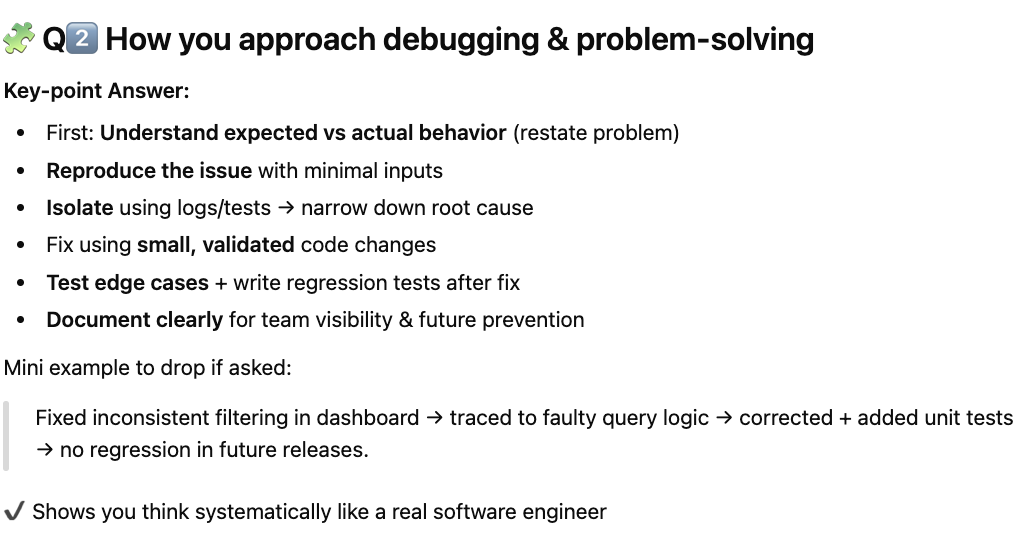 🧩 Q2️⃣ How you approach debugging & problem-solving
Key-point Answer:
• First: Understand expected vs actual behavior (restate problem)
• Reproduce the issue with minimal inputs
• Isolate using logs/tests → narrow down root cause
• Fix using small, validated code changes
• Test edge cases + write regression tests after fix
• Document clearly for team visibility & future prevention
Mini example to drop if asked:
Fixed inconsistent filtering in dashboard → traced to faulty query logic → corrected + added unit tests
→ no regression in future releases.
✔️ Shows you think systematically like a real software engineer